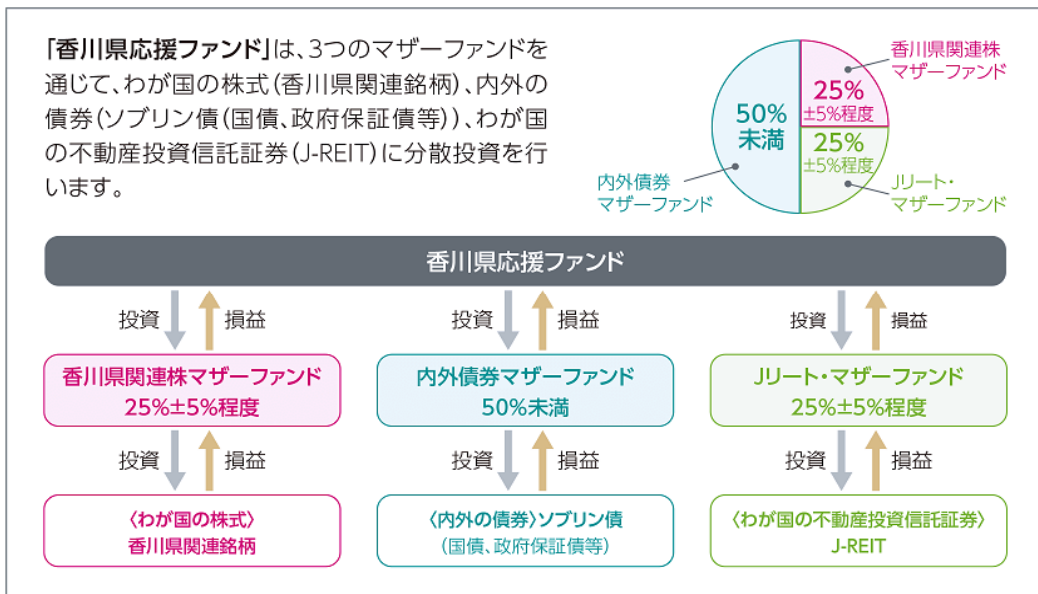 「香川県応援ファンド」は、3つのマザーファンドを
通じて、わが国の株式(香川県関連銘柄)、内外の
債券(ソブリン債(国債、政府保証債等))、わが国
の不動産投資信託証券(J-REIT)に分散投資を行
います。
香川県関連株
マザーファンド
25%
±5%程度
50%
未満
25%
±5%程度
内外債券
マザーファンド
Jリート・
マザーファンド
香川県応援ファンド
投資 損益 投資 損益 投資 損益
香川県関連株マザーファンド
25%±5%程度
内外債券マザーファンド
50%未満
Jリート・マザーファンド
25%±5%程度
投資 損益 投資 損益 投資 損益
〈わが国の株式〉
香川県関連銘柄
〈内外の債券〉ソブリン債
(国債、政府保証債等)
〈わが国の不動産投資信託証券〉
J-REIT